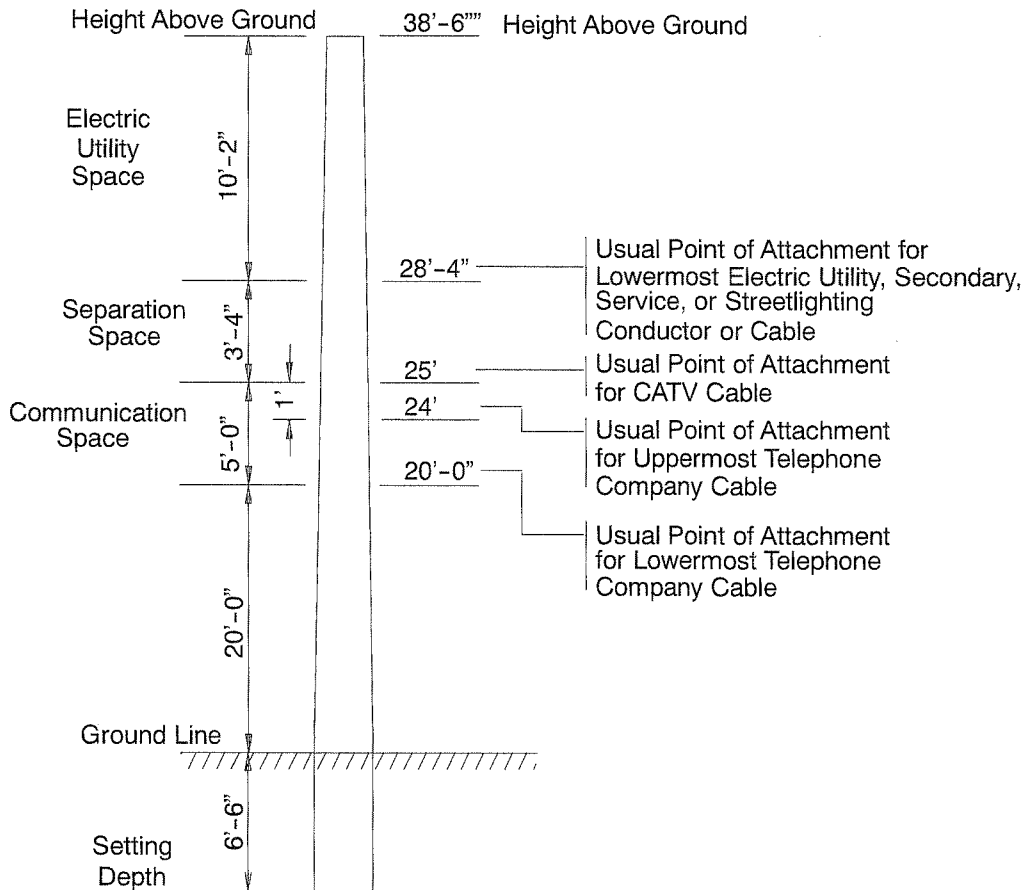 Height Above Ground
38'-6""
Height Above Ground
Electric
Utility
Space
10'-2"
28'-4"
Usual Point of Attachment for
Lowermost Electric Utility, Secondary,
Service, or Streetlighting
Conductor or Cable
Separation
Space
3'-4"
25'
Usual Point of Attachment
for CATV Cable
1'
24'
Communication
Space
5'-0"
Usual Point of Attachment
for Uppermost Telephone
Company Cable
20'-0"
Usual Point of Attachment
for Lowermost Telephone
Company Cable
20'-0"
Ground Line
6'-6"
Setting
Depth